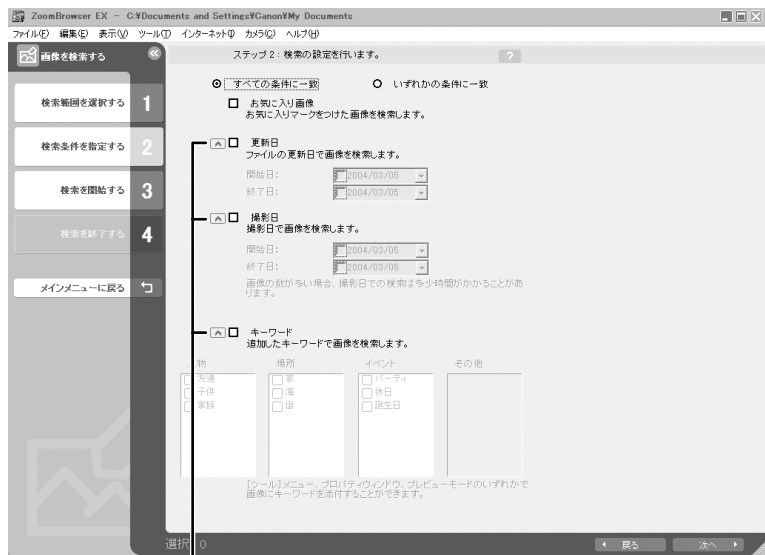 ZoomBrowser EX - C:¥Documents and Settings¥Canon¥My Documents
ファイル(F) 編集(E) 表示(V) ツール(T) インターネット(I) カメラ(C) ヘルプ(H)
画像を検索する
ステップ2：検索の設定を行います。 ?
検索範囲を選択する 1
検索条件を指定する 2
検索を開始する 3
検索を終了する 4
メインメニューに戻る
すべての条件に一致 いずれかの条件に一致
お気に入り画像
お気に入りマークをつけた画像を検索します。
更新日
ファイルの更新日で画像を検索します。
開始日： 2004/03/05
終了日： 2004/03/05
撮影日
撮影日で画像を検索します。
開始日： 2004/03/05
終了日： 2004/03/05
画像の数が多い場合、撮影日での検索は多少時間がかかることがあ
ります。
キーワード
追加したキーワードで画像を検索します。
物 場所 イベント その他
友達 家 パーティ
子供 海 休日
家族 街 誕生日
[ツール]メニュー、プロパティウィンドウ、プレビューモードのいずれかで
画像にキーワードを添付することができます。
選択 0
戻る 次へ